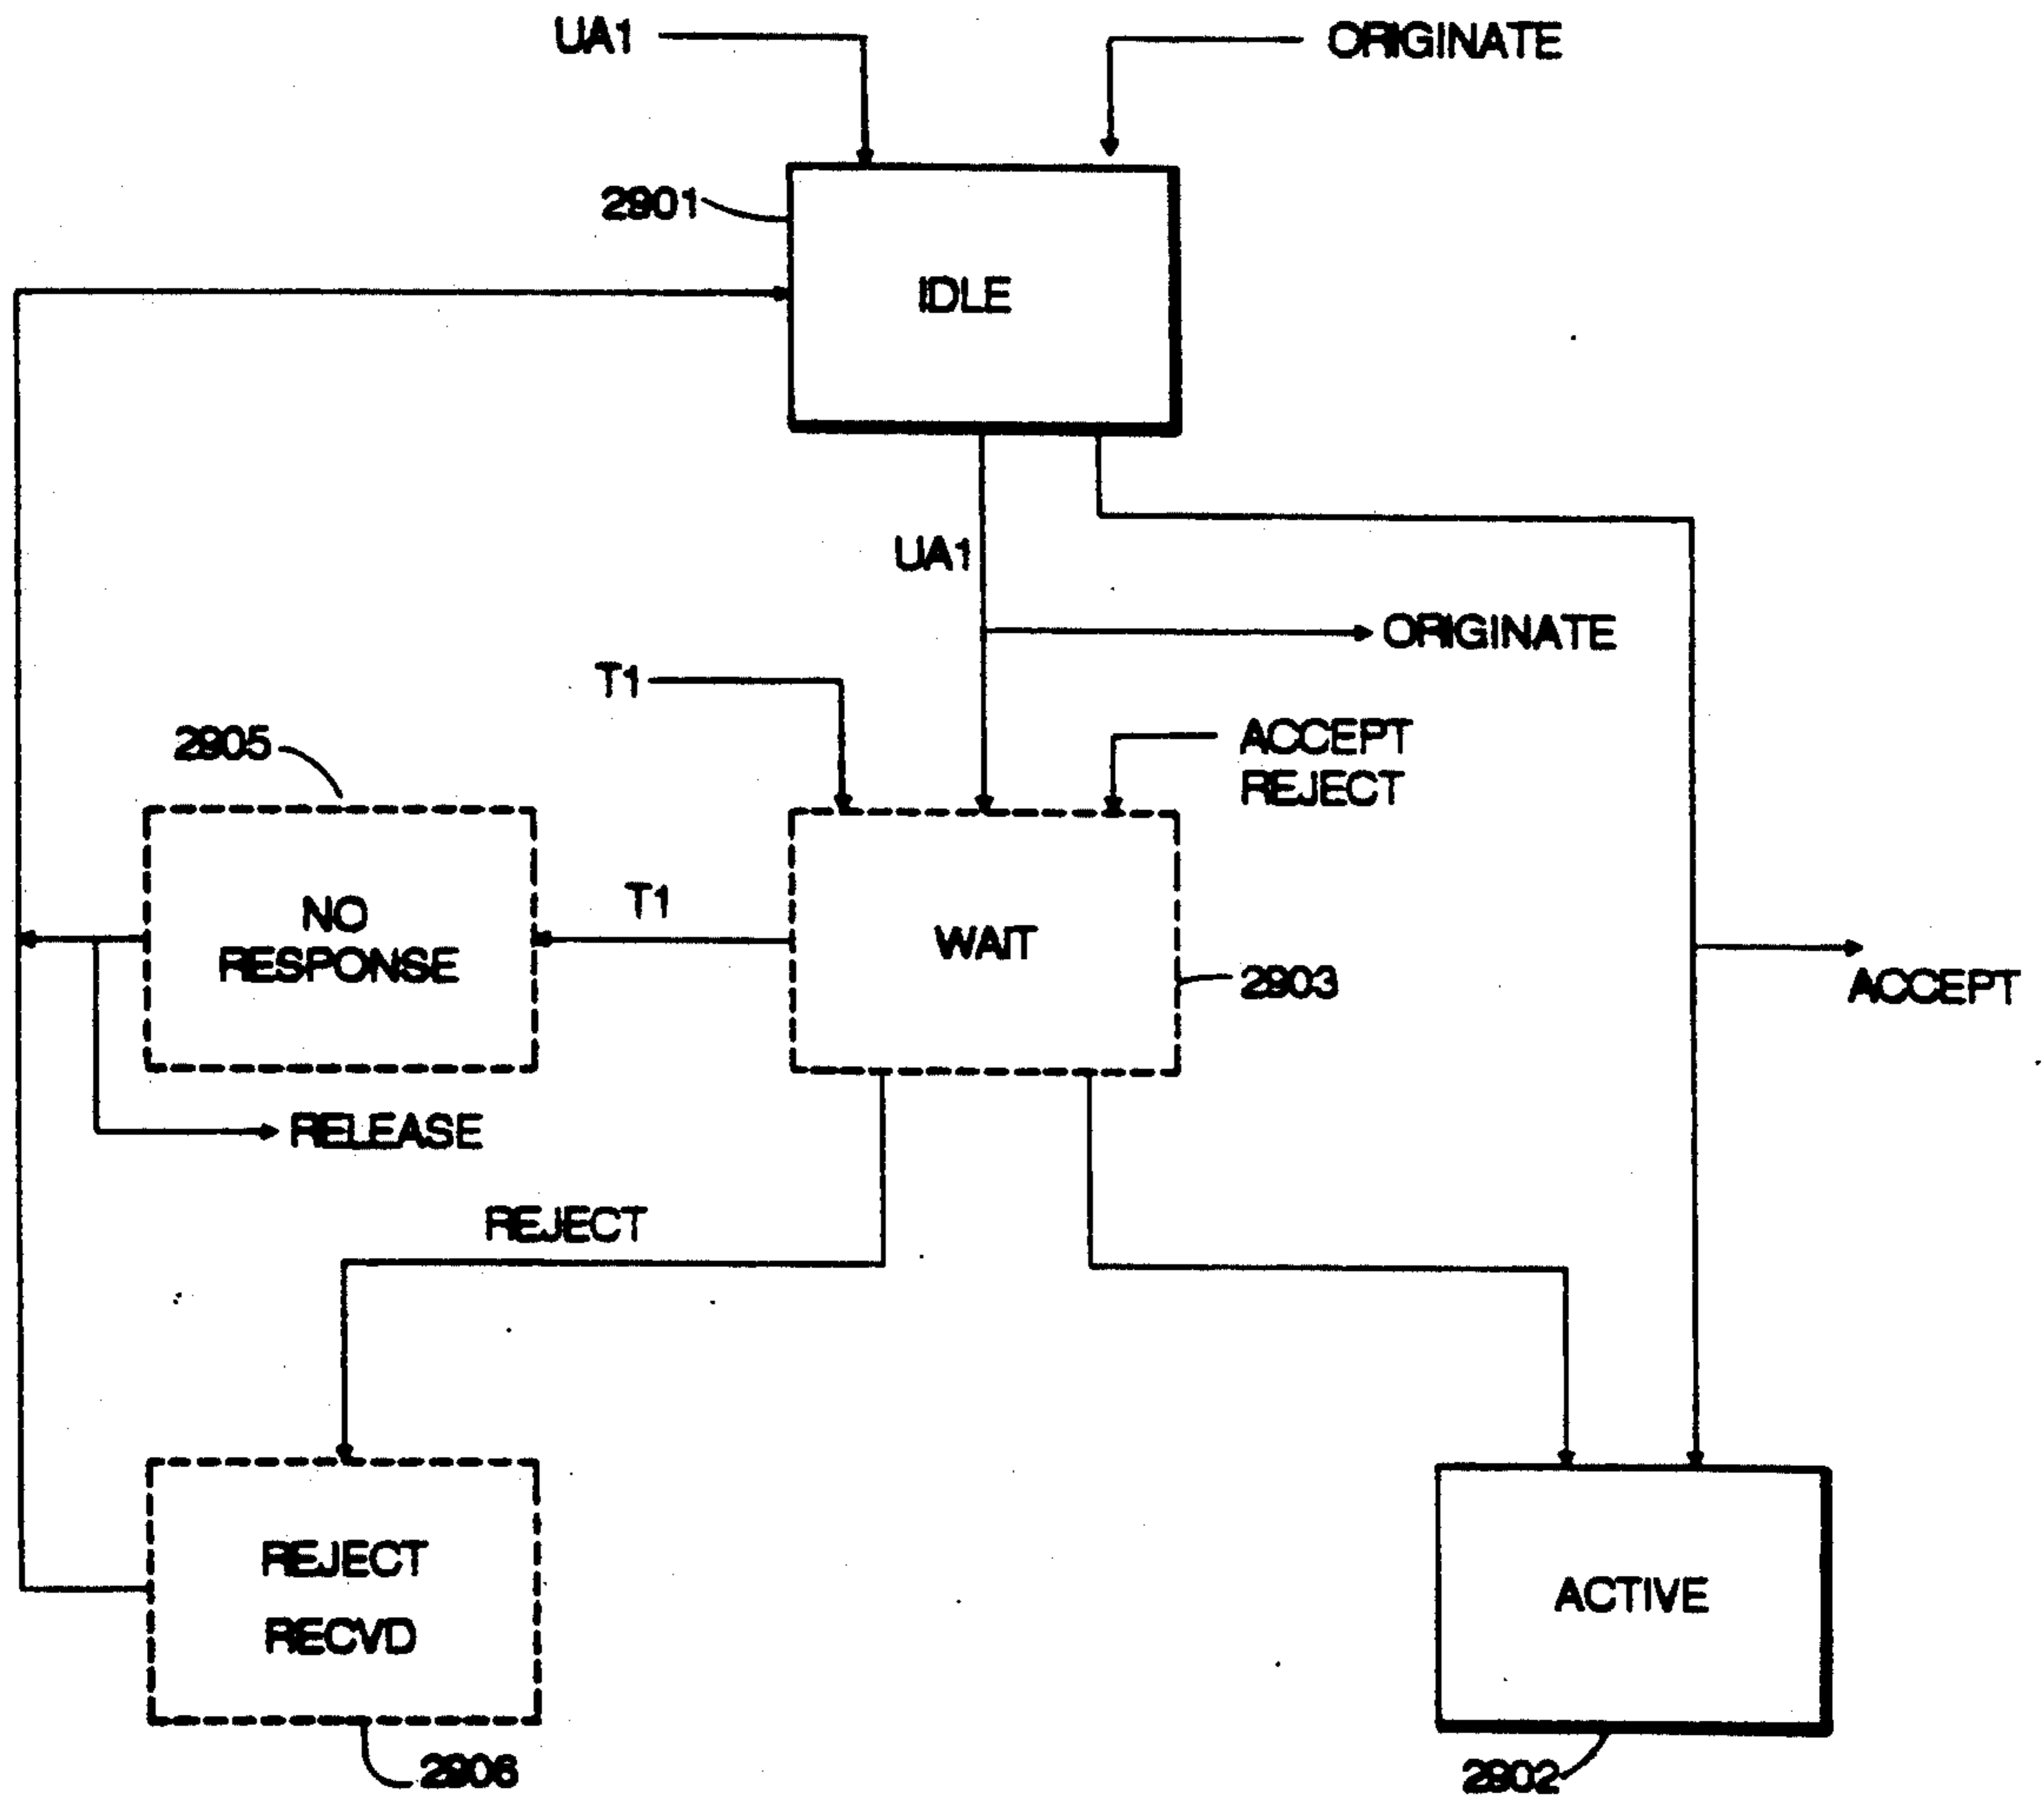 UA1
ORIGINATE
2901
IDLE
UA1
ORIGINATE
T1
ACCEPT
REJECT
2905
NO
RESPONSE
T1
WAIT
2903
ACCEPT
RELEASE
REJECT
REJECT
RECVD
ACTIVE
2906
2902